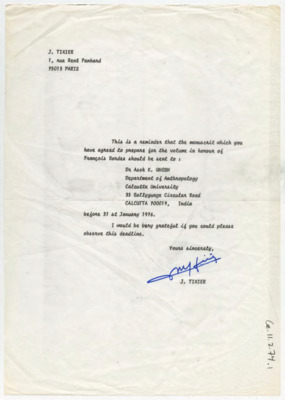 J. TIXIER
1, rue René Panhard
75013 PARIS
This is a reminder that the manuscript which you
have agreed to prepare for the volume in honour of
François Bordes should be sent to :
Dr Asok K. GHOSH
Department of Anthropology
Calcutta University
35 Ballygunge Circular Road
CALCUTTA 700019, India
before 31 st January 1976.
I would be very grateful if you could please
observe this deadline.
Yours sincerely,
J. TIXIER